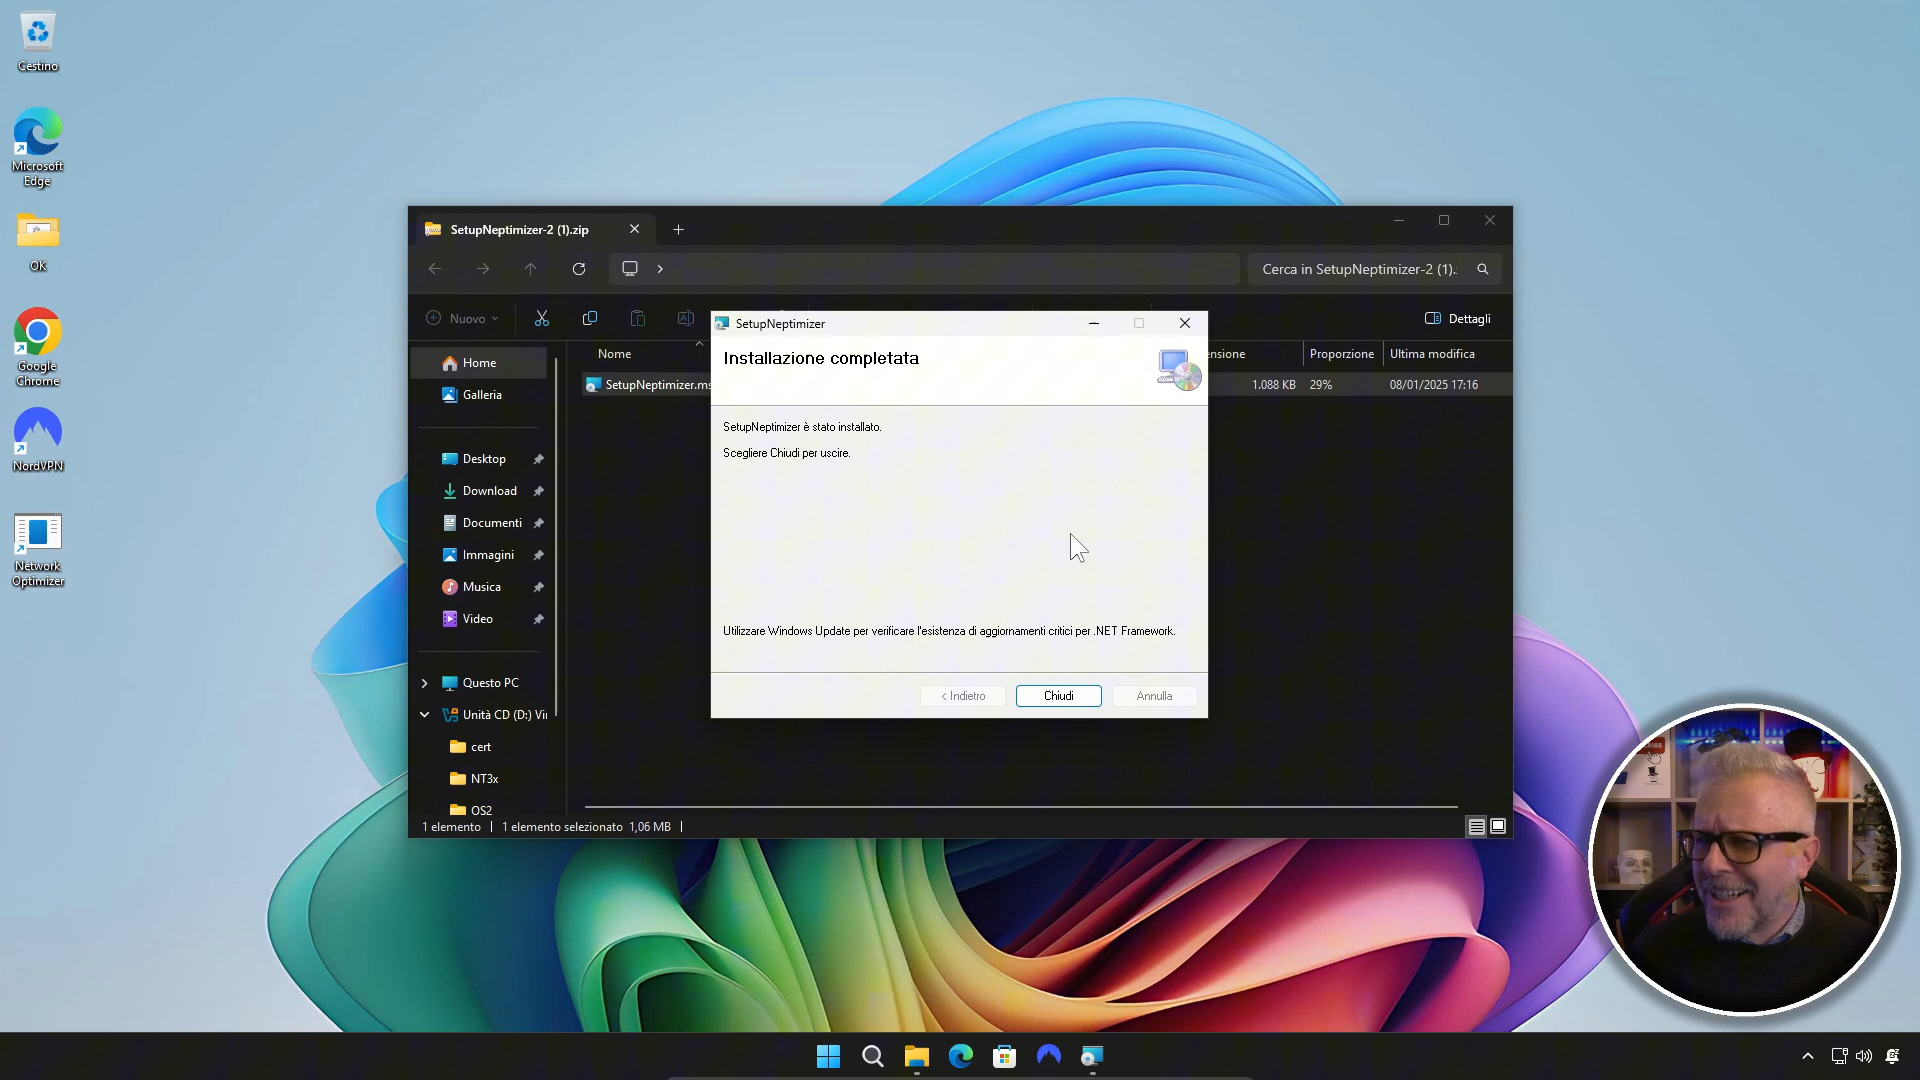 Cestino
Microsoft
Edge
OK
Google
Chrome
NordVPN
Network
Optimizer
SetupNeptimizer-2 (1).zip
Cerca in SetupNeptimizer-2 (1).
Nuovo
Dettagli
Nome
ensione
Proporzione
Ultima modifica
SetupNeptimizer.ms
1.088 KB
29%
08/01/2025 17:16
Home
Galleria
Desktop
Download
Documenti
Immagini
Musica
Video
Questo PC
Unità CD (D:) Vi
cert
NT3x
OS2
1 elemento
1 elemento selezionato 1,06 MB
SetupNeptimizer
Installazione completata
SetupNeptimizer è stato installato.
Scegliere Chiudi per uscire.
Utilizzare Windows Update per verificare l'esistenza di aggiornamenti critici per .NET Framework.
< Indietro
Chiudi
Annulla